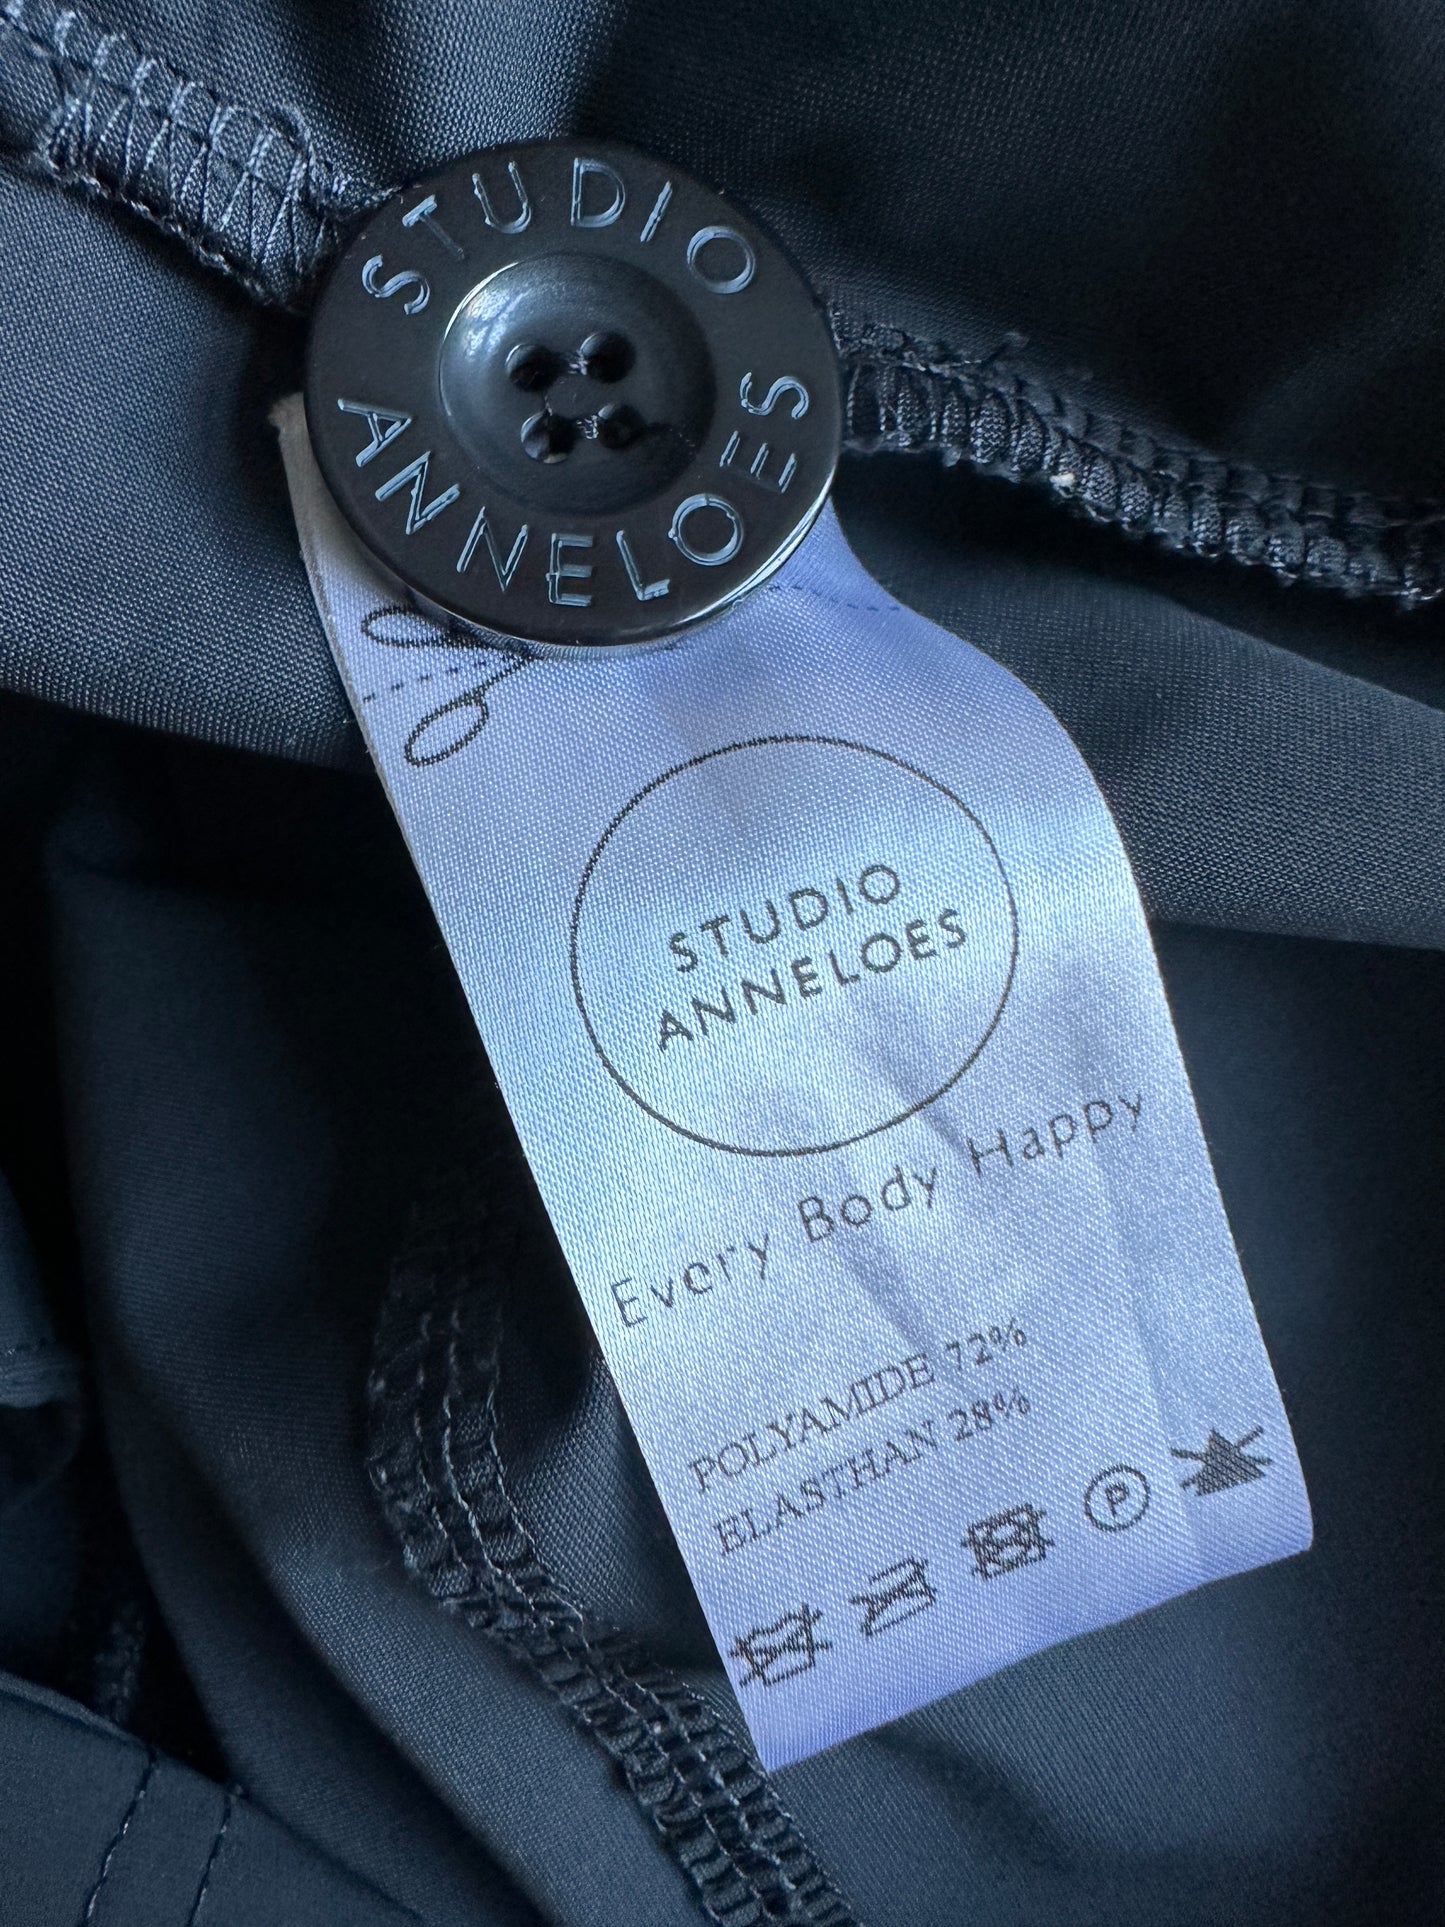 STUDIO
ANNELOES
STUDIO
ANNELOES
Every Body Happy
POLYAMIDE 72%
ELASTHAN 28%
P